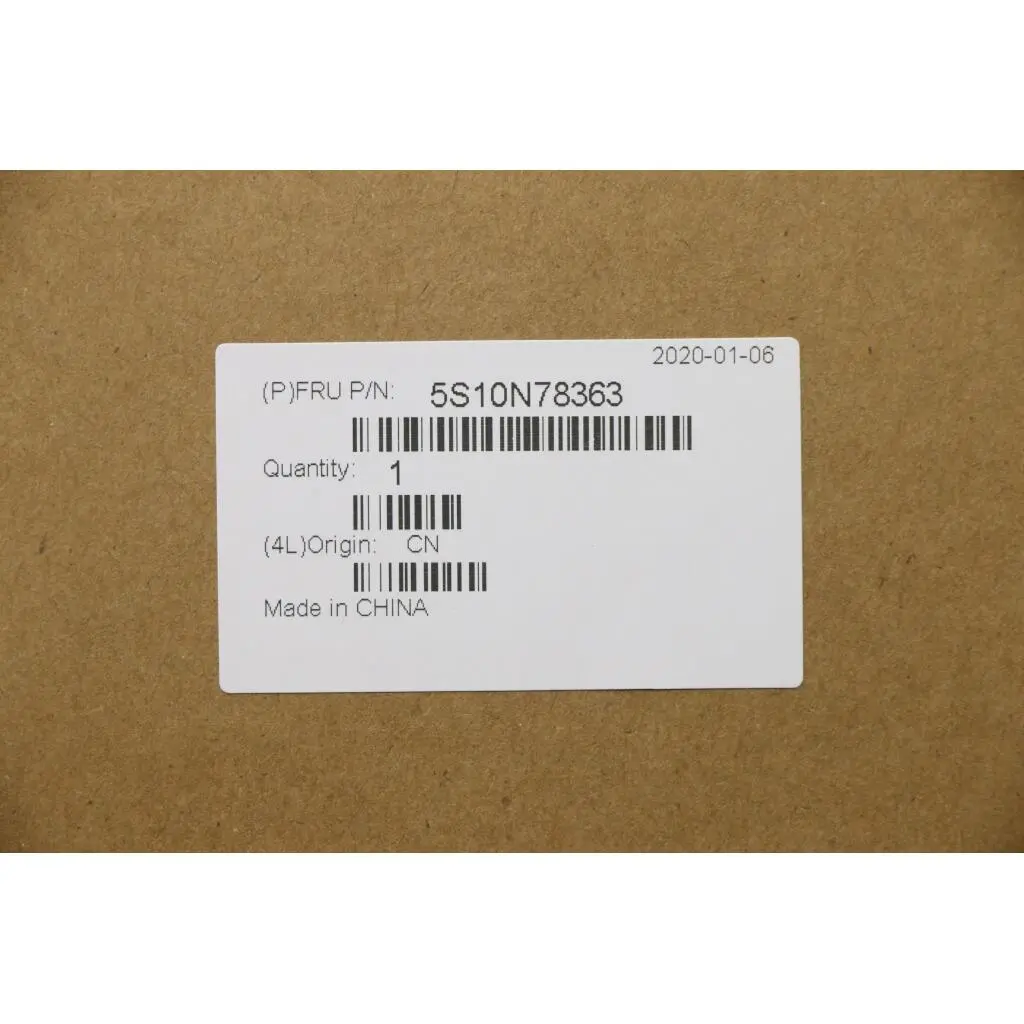 2020-01-06
(P)FRU P/N: 5S10N78363
Quantity: 1
(4L)Origin: CN
Made in CHINA